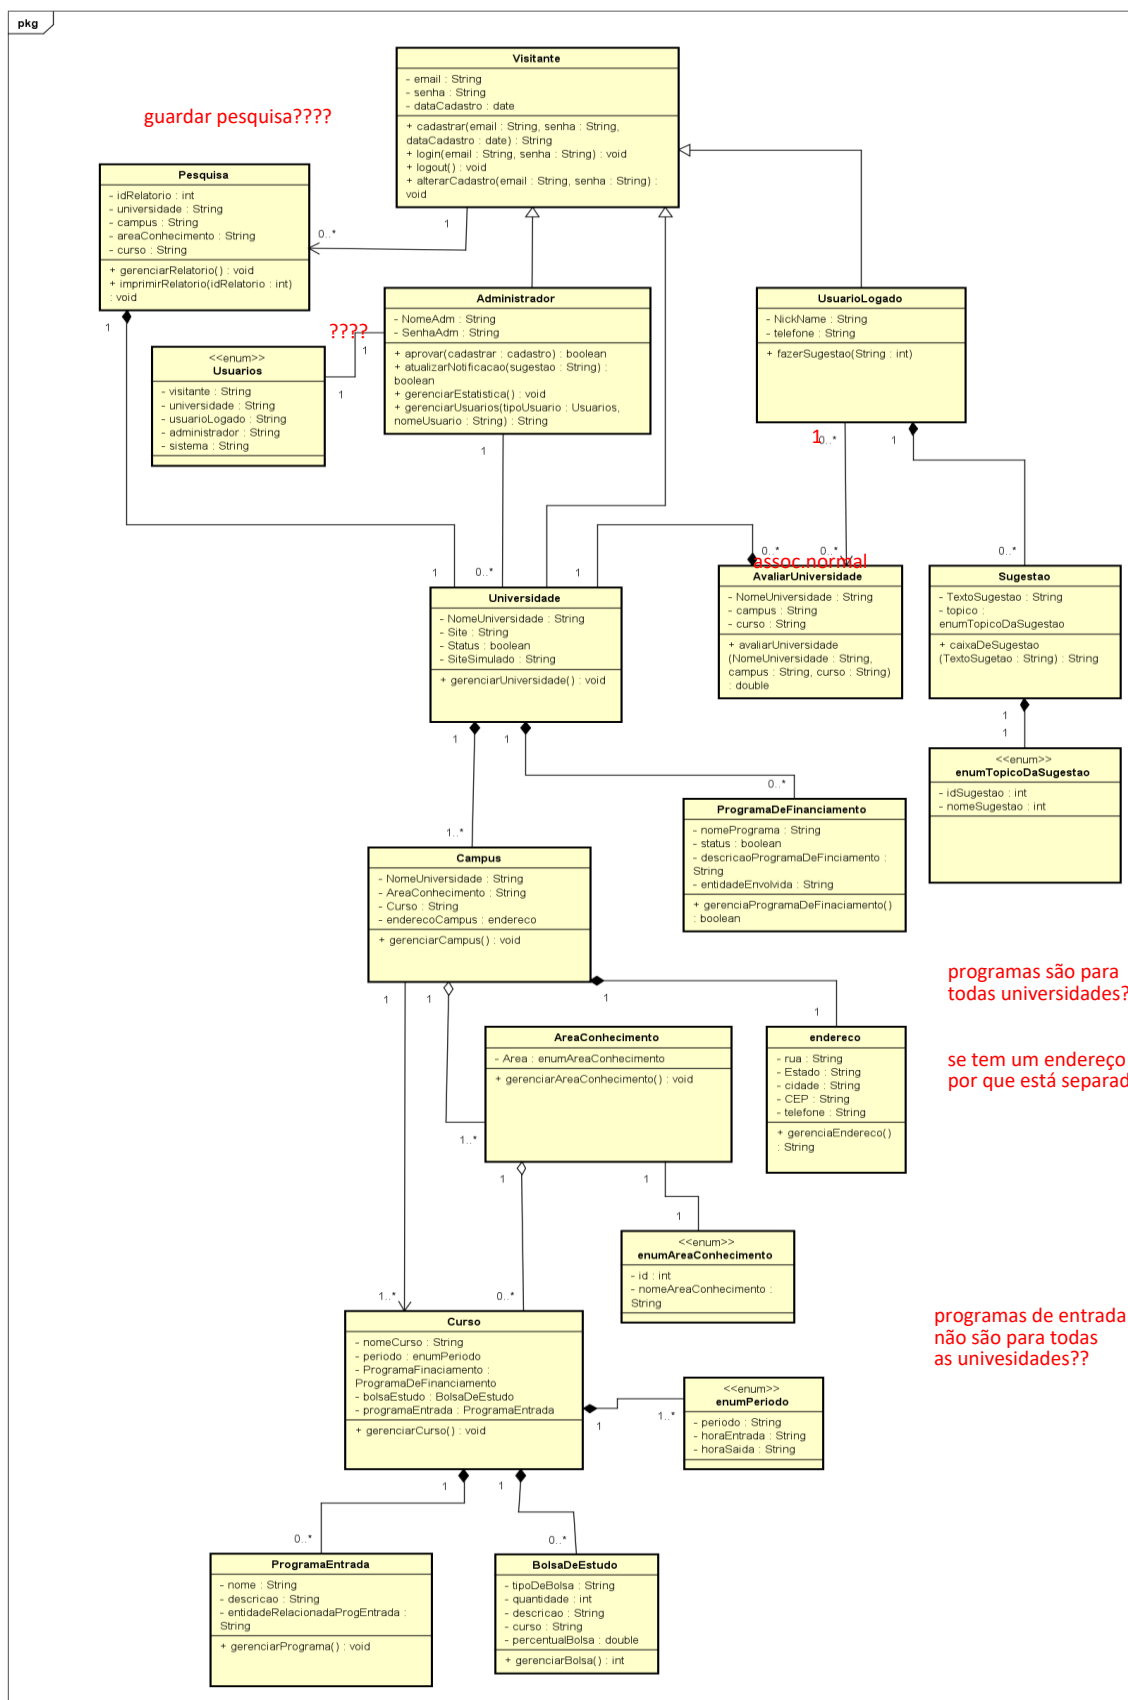 pkg
Visitante
- email : String
- senha : String
- dataCadastro : date
+ cadastrar(email : String, senha : String,
dataCadastro : date) : String
+ login(email : String, senha : String) : void
+ logout() : void
+ alterarCadastro(email : String, senha : String) :
void
guardar pesquisa????
Pesquisa
- idRelatorio : int
- universidade : String
- campus : String
- areaConhecimento : String
- curso : String
+ gerenciarRelatorio() : void
+ imprimirRelatorio(idRelatorio : int)
: void
1
0..*
1
Administrador
- NomeAdm : String
- SenhaAdm : String
+ aprovar(cadastrar : cadastro) : boolean
+ atualizarNotificacao(sugestao : String) :
boolean
+ gerenciarEstatistica() : void
+ gerenciarUsuarios(tipoUsuario : Usuarios,
nomeUsuario : String) : String
????
1
1
<<enum>>
Usuarios
- visitante : String
- universidade : String
- usuarioLogado : String
- administrador : String
- sistema : String
UsuarioLogado
- NickName : String
- telefone : String
+ fazerSugestao(String : int)
1
1
0..*
1
1
0..*
1
0..*
0..*
0..*
assoc.normal
Universidade
- NomeUniversidade : String
- Site : String
- Status : boolean
- SiteSimulado : String
+ gerenciarUniversidade() : void
AvaliarUniversidade
- NomeUniversidade : String
- campus : String
- curso : String
+ avaliarUniversidade
(NomeUniversidade : String,
campus : String, curso : String)
: double
Sugestao
- TextoSugestao : String
- topico :
enumTopicoDaSugestao
+ caixaDeSugestao
(TextoSugetao : String) : String
1
1
1
1
<<enum>>
enumTopicoDaSugestao
- idSugestao : int
- nomeSugestao : int
0..*
1..*
ProgramaDeFinanciamento
- nomePrograma : String
- status : boolean
- descricaoProgramaDeFinciamento :
String
- entidadeEnvolvida : String
+ gerenciaProgramaDeFinaciamento()
: boolean
Campus
- NomeUniversidade : String
- AreaConhecimento : String
- Curso : String
- enderecoCampus : endereco
+ gerenciarCampus() : void
1
1
1
1
programas são para
todas universidades?
AreaConhecimento
- Area : enumAreaConhecimento
+ gerenciarAreaConhecimento() : void
endereco
- rua : String
- Estado : String
- cidade : String
- CEP : String
- telefone : String
+ gerenciaEndereco()
: String
se tem um endereço
por que está separad
1..*
1
1
1
<<enum>>
enumAreaConhecimento
- id : int
- nomeAreaConhecimento :
String
1..*
0..*
Curso
- nomeCurso : String
- periodo : enumPeriodo
- ProgramaFinaciamento :
ProgramaDeFinanciamento
- bolsaEstudo : BolsaDeEstudo
- programaEntrada : ProgramaEntrada
+ gerenciarCurso() : void
programas de entrada
não são para todas
as univesidades??
<<enum>>
enumPeriodo
- periodo : String
- horaEntrada : String
- horaSaida : String
1
1..*
1
1
0..*
0..*
ProgramaEntrada
- nome : String
- descricao : String
- entidadeRelacionadaProgEntrada :
String
+ gerenciarPrograma() : void
BolsaDeEstudo
- tipoDeBolsa : String
- quantidade : int
- descricao : String
- curso : String
- percentualBolsa : double
+ gerenciarBolsa() : int